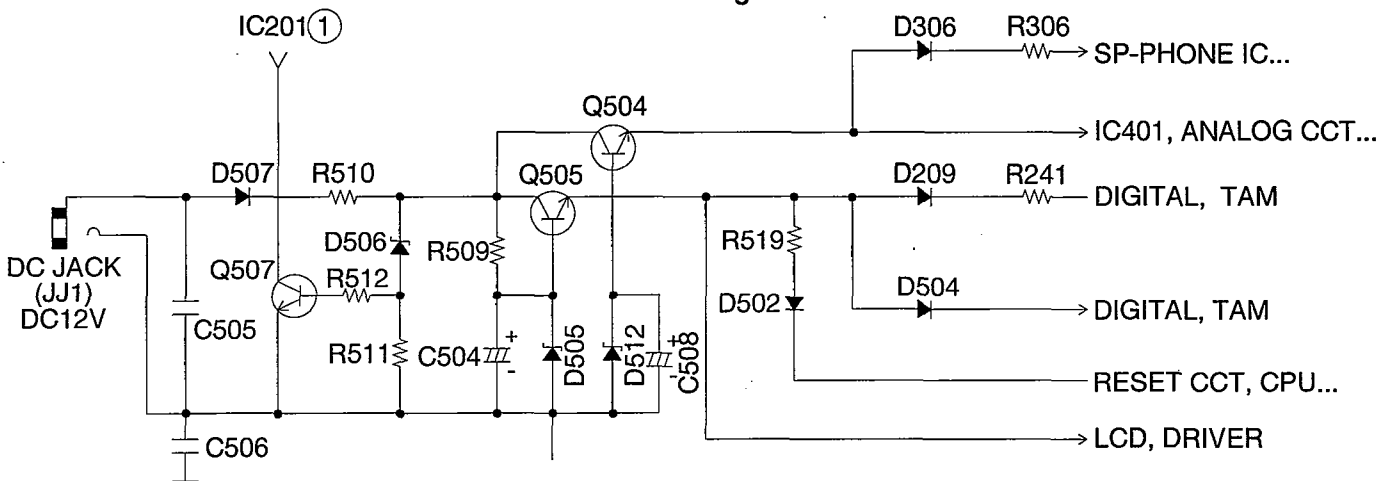 IC201 1
D306 R306
SP-PHONE IC...
Q504
IC401, ANALOG CCT...
D507 R510 Q505 D209 R241
DIGITAL, TAM
D506 R509 R519
DC JACK
(JJ1)
DC12V
Q507 R512
D502 D504
DIGITAL, TAM
C505
R511 C504 + - D505 D512 + - C508
RESET CCT, CPU...
C506
LCD, DRIVER